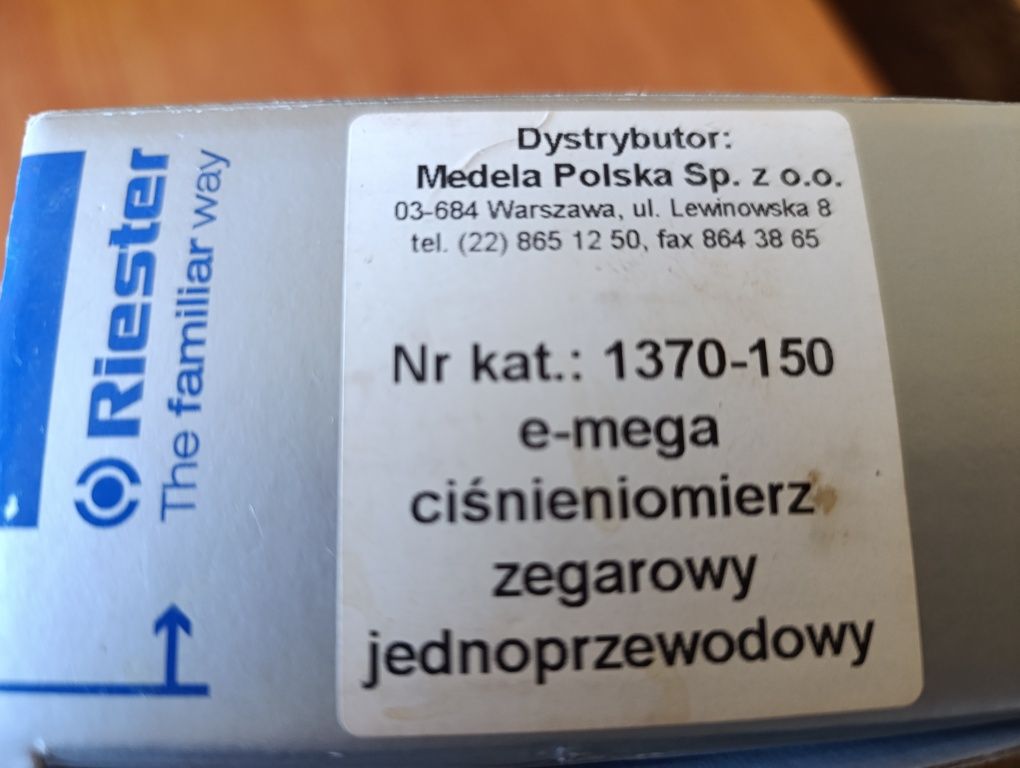 Riester
The familiar way
Dystrybutor:
Medela Polska Sp. z o.o.
03-684 Warszawa, ul. Lewinowska 8
tel. (22) 865 12 50, fax 864 38 65
Nr kat.: 1370-150
e-mega
ciśnieniomierz
zegarowy
jednoprzewodowy